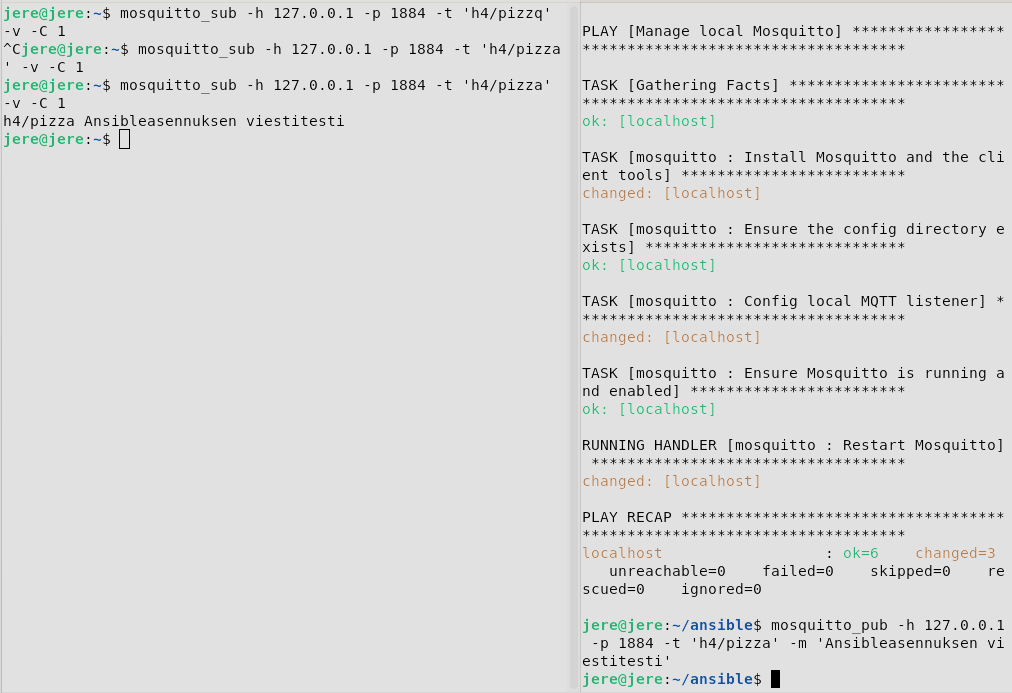 jere@jere:~$ mosquitto_sub -h 127.0.0.1 -p 1884 -t 'h4/pizzq'
-v -C 1
^Cjere@jere:~$ mosquitto_sub -h 127.0.0.1 -p 1884 -t 'h4/pizza
' -v -C 1
jere@jere:~$ mosquitto_sub -h 127.0.0.1 -p 1884 -t 'h4/pizza'
-v -C 1
h4/pizza Ansibleasennuksen viestitesti
jere@jere:~$
PLAY [Manage local Mosquitto] *****************
************************************
TASK [Gathering Facts] ************************
************************************
ok: [localhost]
TASK [mosquitto : Install Mosquitto and the cli
ent tools] *************************
changed: [localhost]
TASK [mosquitto : Ensure the config directory e
xists] *****************************
ok: [localhost]
TASK [mosquitto : Config local MQTT listener] *
************************************
changed: [localhost]
TASK [mosquitto : Ensure Mosquitto is running a
nd enabled] ************************
ok: [localhost]
RUNNING HANDLER [mosquitto : Restart Mosquitto]
 ***********************************
changed: [localhost]
PLAY RECAP ************************************
************************************
localhost                  : ok=6    changed=3
   unreachable=0    failed=0    skipped=0    re
scued=0    ignored=0
jere@jere:~/ansible$ mosquitto_pub -h 127.0.0.1
 -p 1884 -t 'h4/pizza' -m 'Ansibleasennuksen vi
estitesti'
jere@jere:~/ansible$